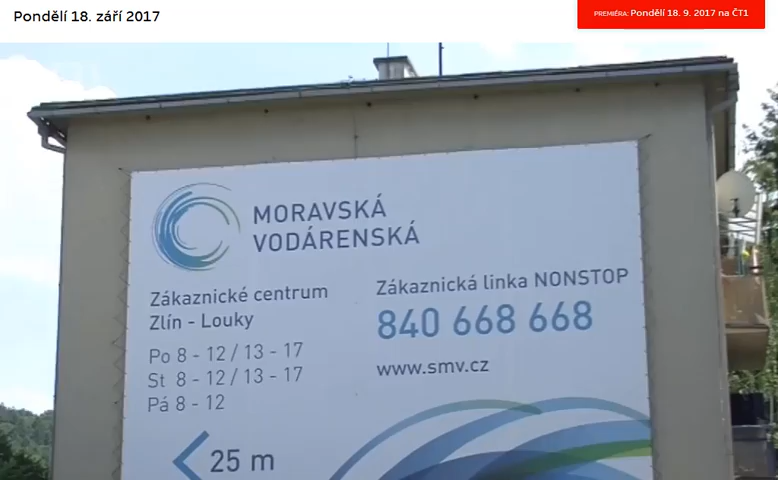 Pondělí 18. září 2017
PREMIÉRA: Pondělí 18. 9. 2017 na ČT1
MORAVSKÁ
VODÁRENSKÁ
Zákaznické centrum
Zlín - Louky
Po 8 - 12 / 13 - 17
St 8 - 12 / 13 - 17
Pá 8 - 12
25 m
Zákaznická linka NONSTOP
840 668 668
www.smv.cz